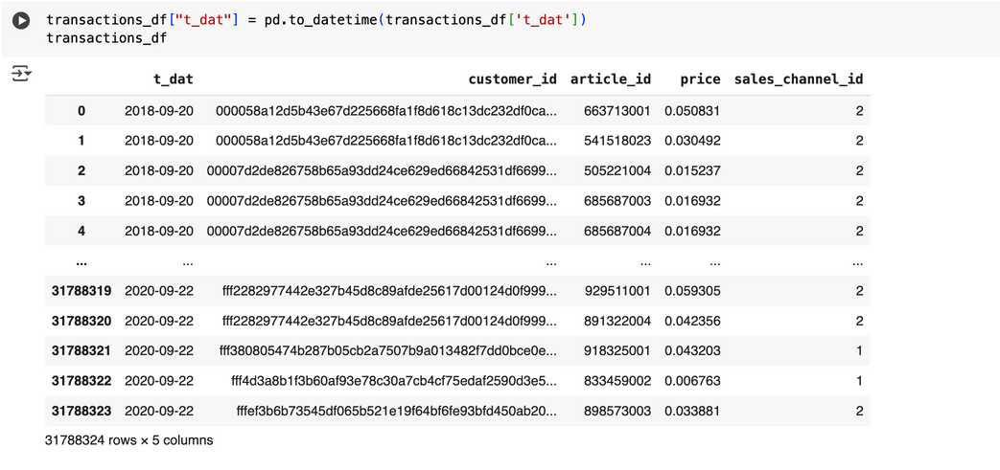 transactions_df["t_dat"] = pd.to_datetime(transactions_df['t_dat'])
transactions_df
t_dat customer_id article_id price sales_channel_id
0 2018-09-20 000058a12d5b43e67d225668fa1f8d618c13dc232df0ca... 663713001 0.050831 2
1 2018-09-20 000058a12d5b43e67d225668fa1f8d618c13dc232df0ca... 541518023 0.030492 2
2 2018-09-20 00007d2de826758b65a93dd24ce629ed66842531df6699... 505221004 0.015237 2
3 2018-09-20 00007d2de826758b65a93dd24ce629ed66842531df6699... 685687003 0.016932 2
4 2018-09-20 00007d2de826758b65a93dd24ce629ed66842531df6699... 685687004 0.016932 2
... ... ... ... ... ...
31788319 2020-09-22 fff2282977442e327b45d8c89afde25617d00124d0f999... 929511001 0.059305 2
31788320 2020-09-22 fff2282977442e327b45d8c89afde25617d00124d0f999... 891322004 0.042356 2
31788321 2020-09-22 fff380805474b287b05cb2a7507b9a013482f7dd0bce0e... 918325001 0.043203 1
31788322 2020-09-22 fff4d3a8b1f3b60af93e78c30a7cb4cf75edaf2590d3e5... 833459002 0.006763 1
31788323 2020-09-22 fffef3b6b73545df065b521e19f64bf6fe93bfd450ab20... 898573003 0.033881 2
31788324 rows × 5 columns